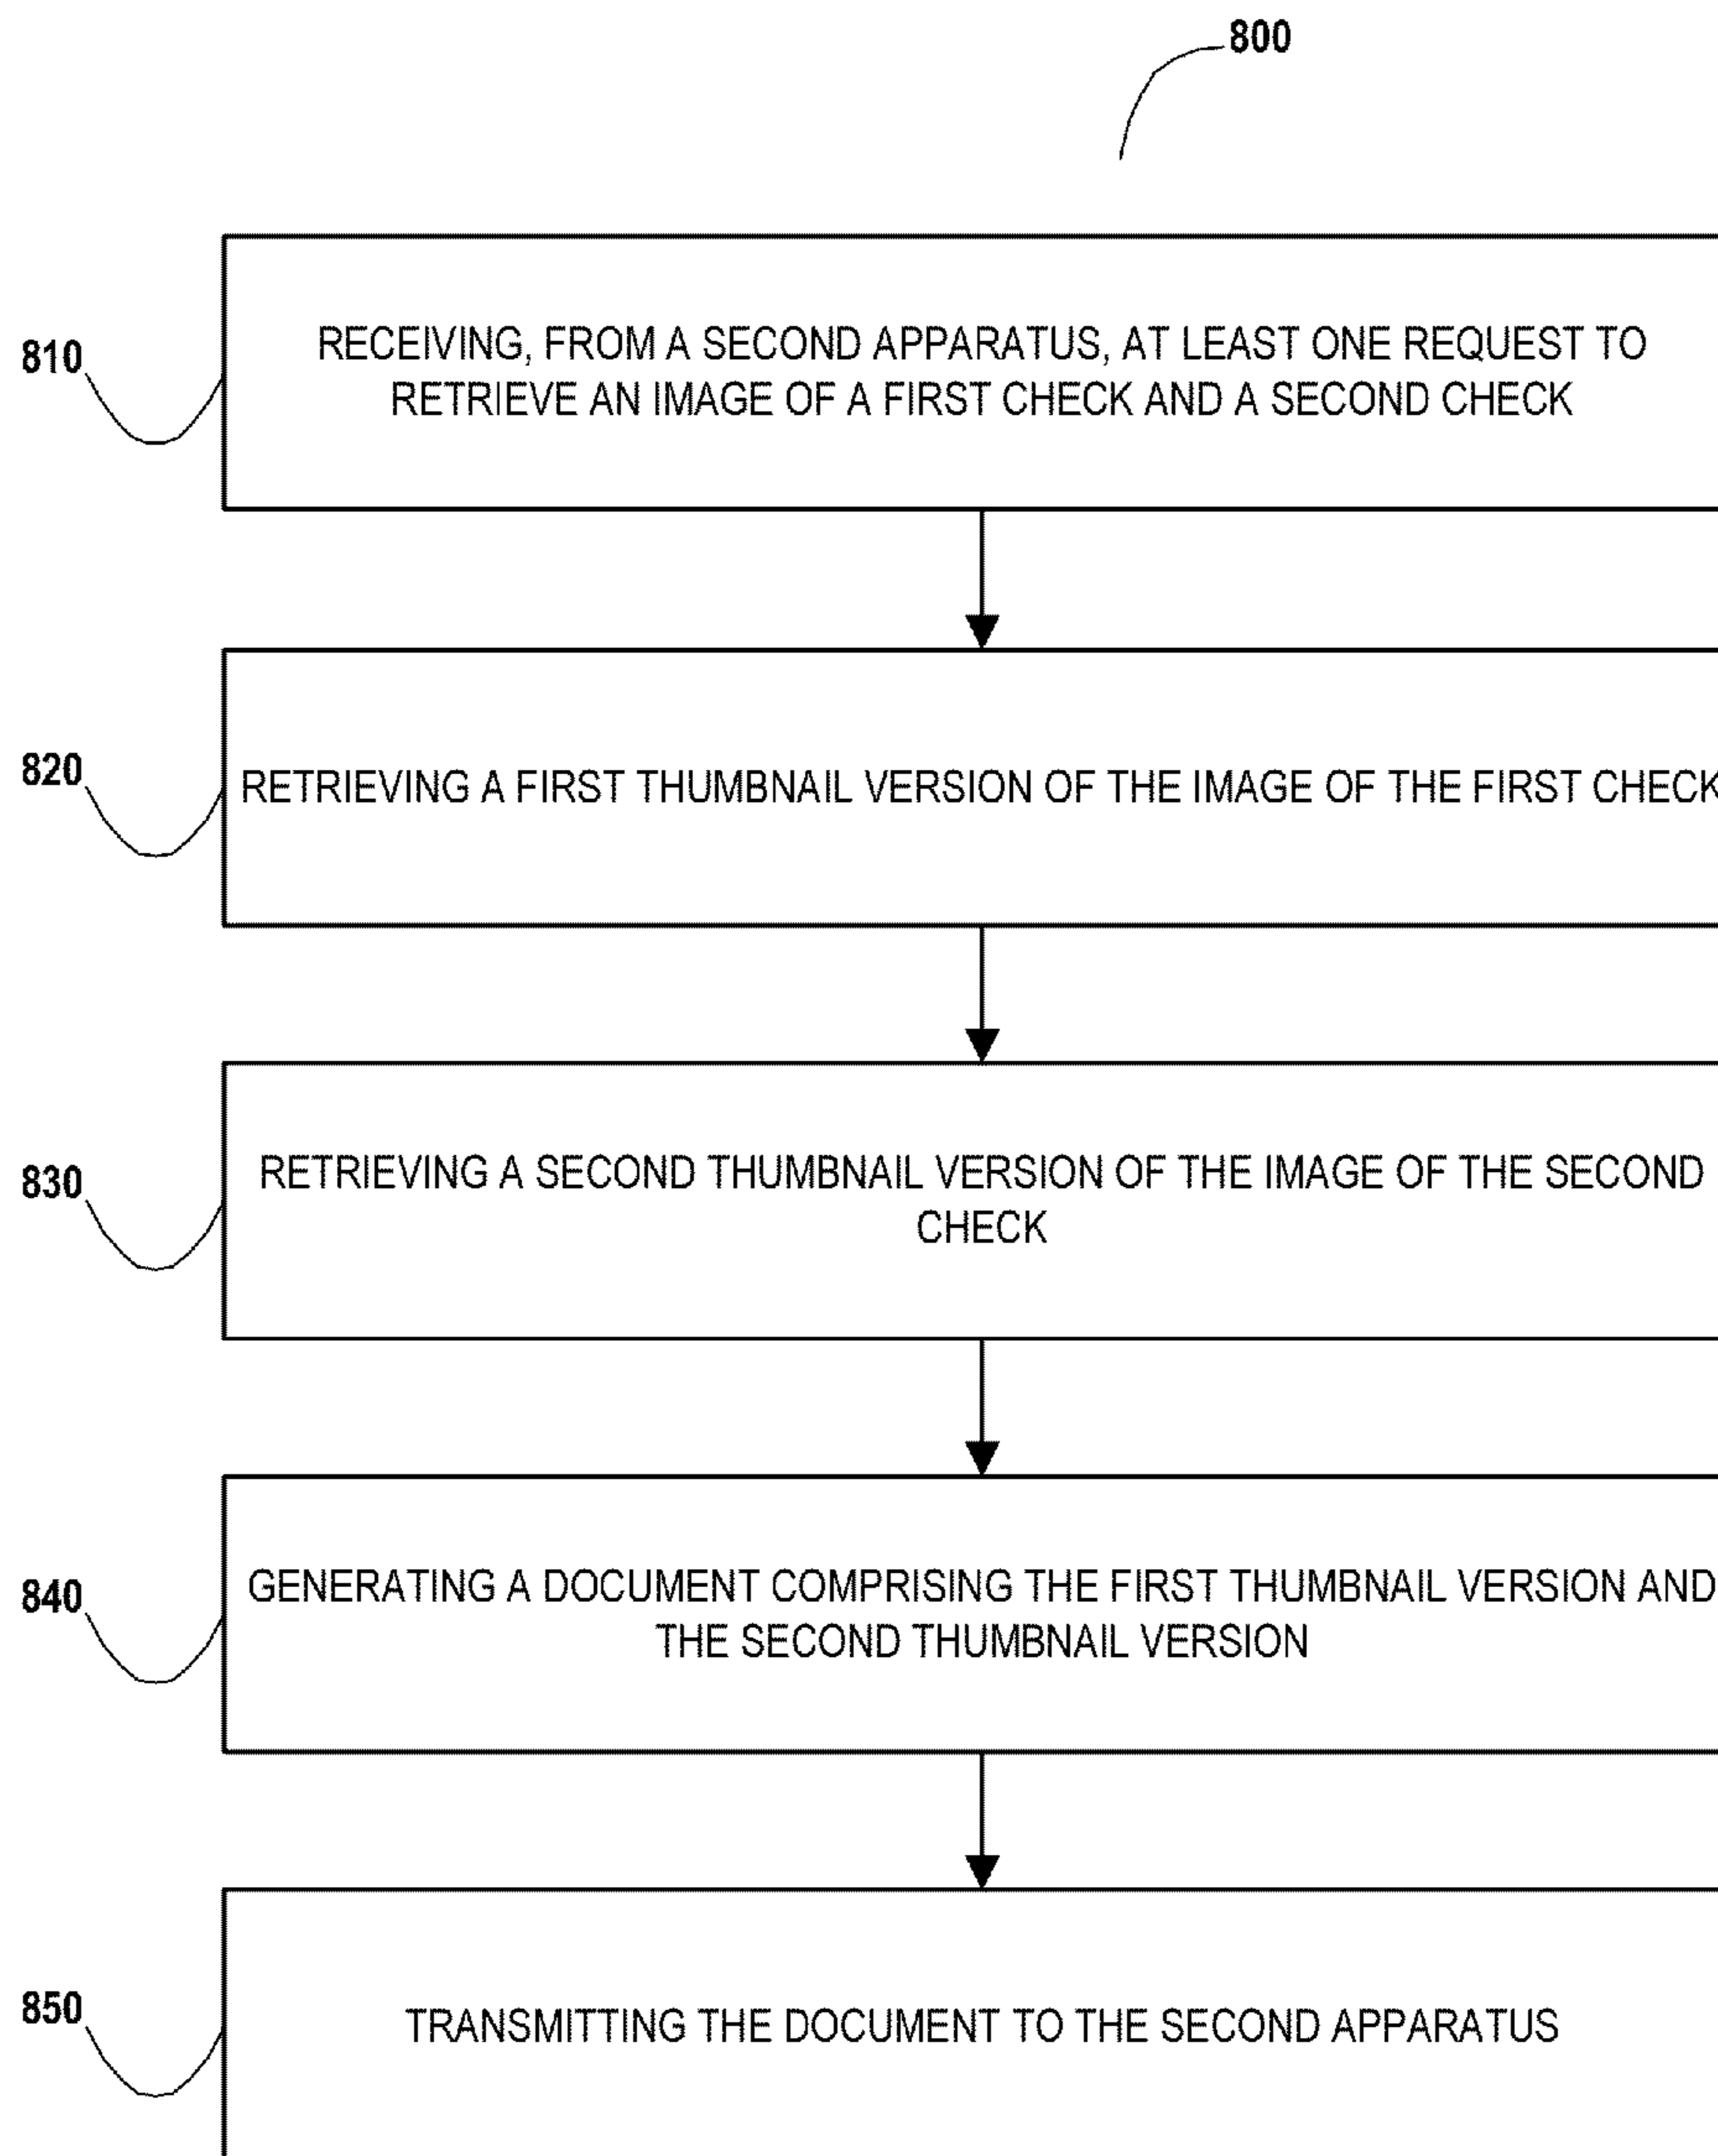 800
810
RECEIVING, FROM A SECOND APPARATUS, AT LEAST ONE REQUEST TO
RETRIEVE AN IMAGE OF A FIRST CHECK AND A SECOND CHECK
820
RETRIEVING A FIRST THUMBNAIL VERSION OF THE IMAGE OF THE FIRST CHECK
830
RETRIEVING A SECOND THUMBNAIL VERSION OF THE IMAGE OF THE SECOND
CHECK
840
GENERATING A DOCUMENT COMPRISING THE FIRST THUMBNAIL VERSION AND
THE SECOND THUMBNAIL VERSION
850
TRANSMITTING THE DOCUMENT TO THE SECOND APPARATUS